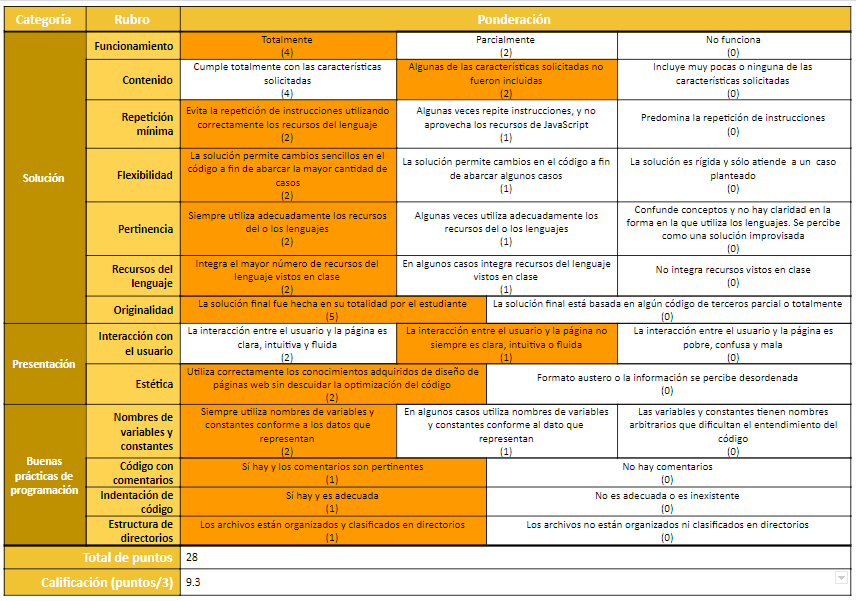 Categoría Rubro Ponderación
Solución
Funcionamiento
Totalmente
(4)
Parcialmente
(2)
No funciona
(0)
Contenido
Cumple totalmente con las características
solicitadas
(4)
Algunas de las características solicitadas no
fueron incluidas
(2)
Incluye muy pocas o ninguna de las
características solicitadas
(0)
Repetición
mínima
Evita la repetición de instrucciones utilizando
correctamente los recursos del lenguaje
(2)
Algunas veces repite instrucciones, y no
aprovecha los recursos de JavaScript
(1)
Predomina la repetición de instrucciones
(0)
Flexibilidad
La solución permite cambios sencillos en el
código a fin de abarcar la mayor cantidad de
casos
(2)
La solución permite cambios en el código a fin
de abarcar algunos casos
(1)
La solución es rígida y sólo atiende a un caso
planteado
(0)
Pertinencia
Siempre utiliza adecuadamente los recursos
del o los lenguajes
(2)
Algunas veces utiliza adecuadamente los
recursos del o los lenguajes
(1)
Confunde conceptos y no hay claridad en la
forma en la que utiliza los lenguajes. Se percibe
como una solución improvisada
(0)
Recursos del
lenguaje
Integra el mayor número de recursos del
lenguaje vistos en clase
(2)
En algunos casos integra recursos del lenguaje
vistos en clase
(1)
No integra recursos vistos en clase
(0)
Originalidad
La solución final fue hecha en su totalidad por el estudiante
(5)
La solución final está basada en algún código de terceros parcial o totalmente
(0)
Presentación
Interacción con
el usuario
La interacción entre el usuario y la página es
clara, intuitiva y fluida
(2)
La interacción entre el usuario y la página no
siempre es clara, intuitiva o fluida
(1)
La interacción entre el usuario y la página es
pobre, confusa y mala
(0)
Estética
Utiliza correctamente los conocimientos adquiridos de diseño de
páginas web sin descuidar la optimización del código
(2)
Formato austero o la información se percibe desordenada
(0)
Buenas
prácticas de
programación
Nombres de
variables y
constantes
Siempre utiliza nombres de variables y
constantes conforme a los datos que
representan
(2)
En algunos casos utiliza nombres de variables
y constantes conforme al dato que
representan
(1)
Las variables y constantes tienen nombres
arbitrarios que dificultan el entendimiento del
código
(0)
Código con
comentarios
Sí hay y los comentarios son pertinentes
(1)
No hay comentarios
(0)
Indentación de
código
Sí hay y es adecuada
(1)
No es adecuada o es inexistente
(0)
Estructura de
directorios
Los archivos están organizados y clasificados en directorios
(1)
Los archivos no están organizados ni clasificados en directorios
(0)
Total de puntos 28
Calificación (puntos/3) 9.3